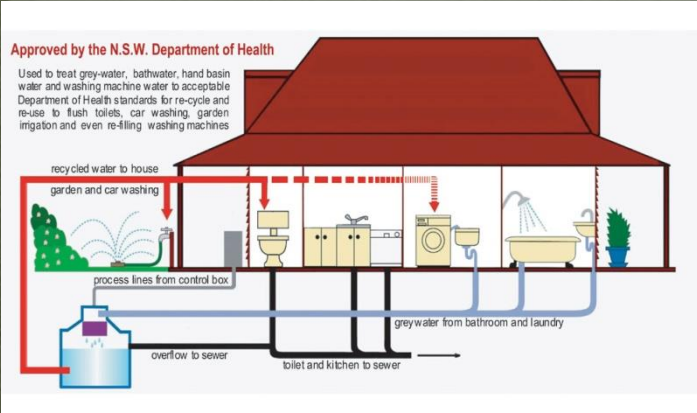 Approved by the N.S.W. Department of Health
Used to treat grey-water, bathwater, hand basin
water and washing machine water to acceptable
Department of Health standards for re-cycle and
re-use to flush toilets, car washing, garden
irrigation and even re-filling washing machines
recycled water to house
garden and car washing
process lines from control box
greywater from bathroom and laundry
overflow to sewer
toilet and kitchen to sewer